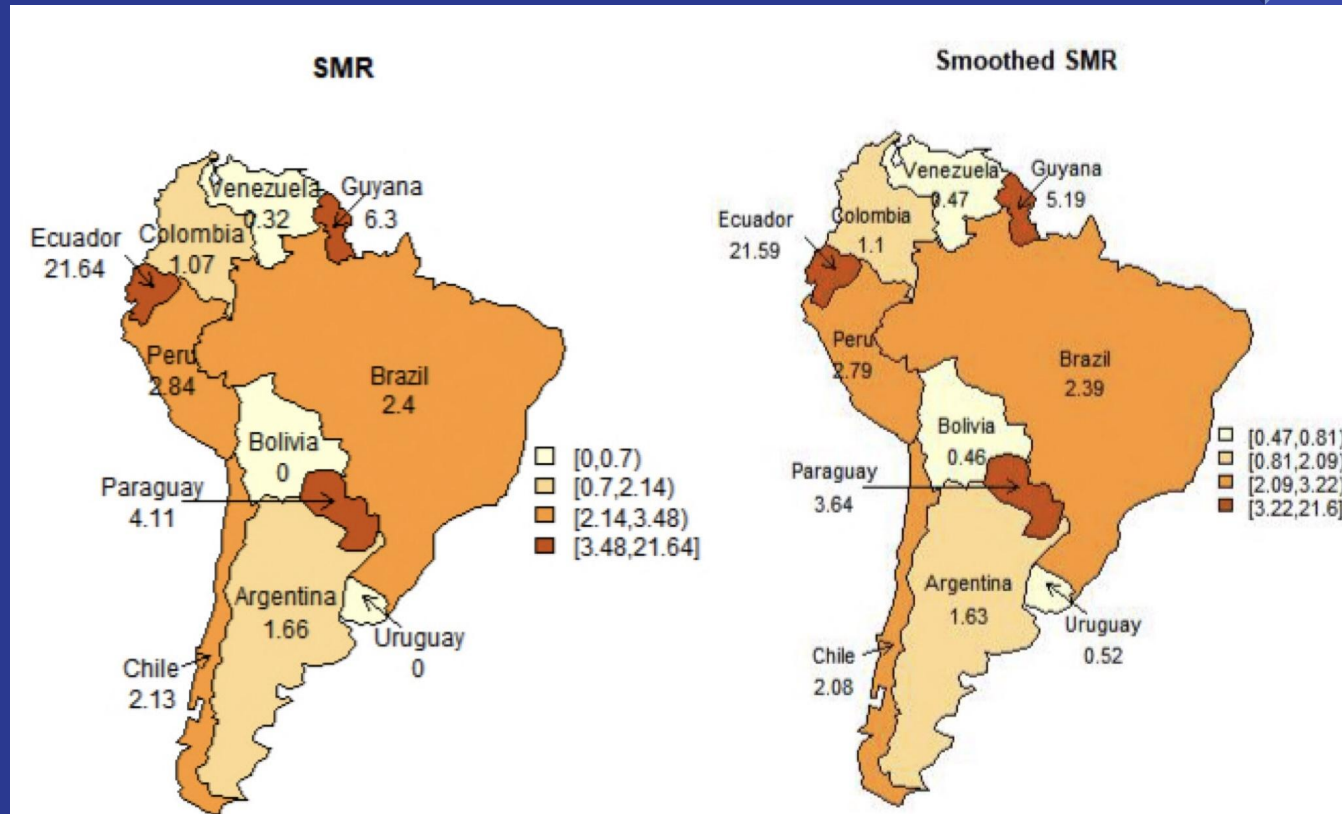 SMR
Venezuela
0.32
Guyana
6.3
Ecuador
21.64
Colombia
1.07
Peru
2.84
Brazil
2.4
Bolivia
0
Paraguay
4.11
Argentina
1.66
Uruguay
0
Chile
2.13
[0,0.7)
[0.7,2.14)
[2.14,3.48)
[3.48,21.64]
Smoothed SMR
Venezuela
0.47
Guyana
5.19
Ecuador
21.59
Colombia
1.1
Peru
2.79
Brazil
2.39
Bolivia
0.46
Paraguay
3.64
Argentina
1.63
Uruguay
0.52
Chile
2.08
[0.47,0.81)
[0.81,2.09)
[2.09,3.22)
[3.22,21.6]